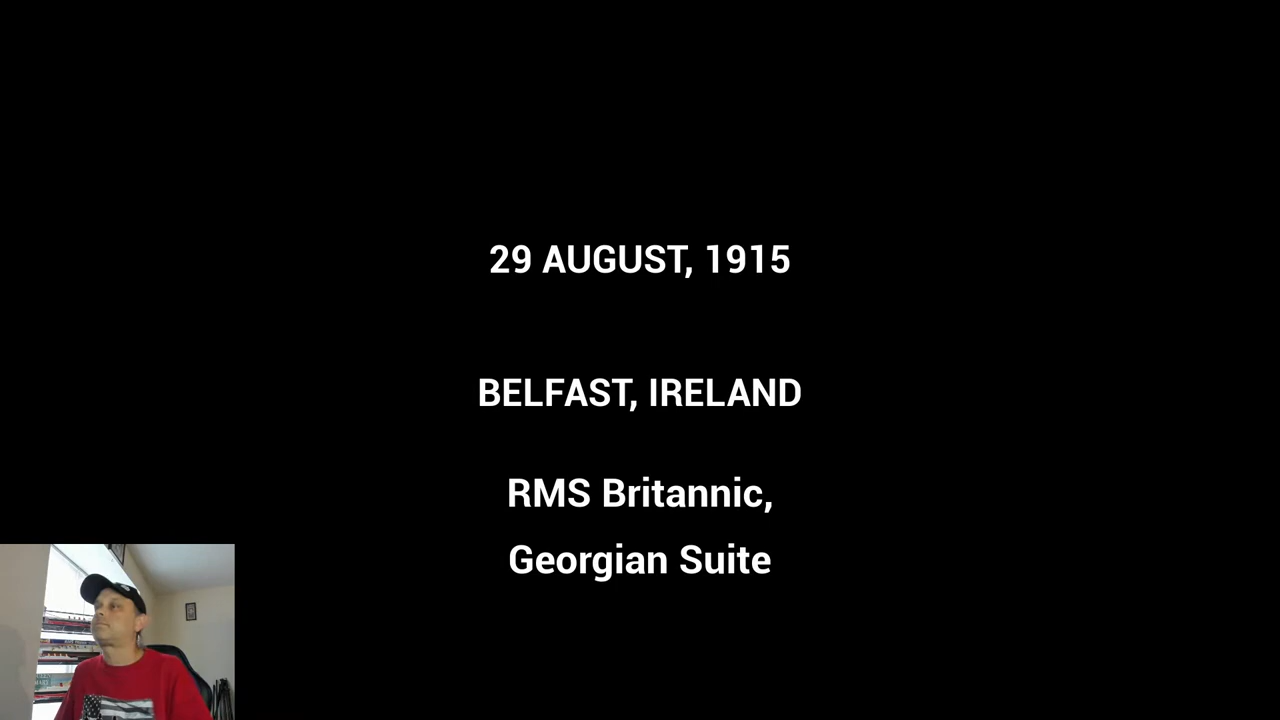 29 AUGUST, 1915
BELFAST, IRELAND
RMS Britannic,
Georgian Suite